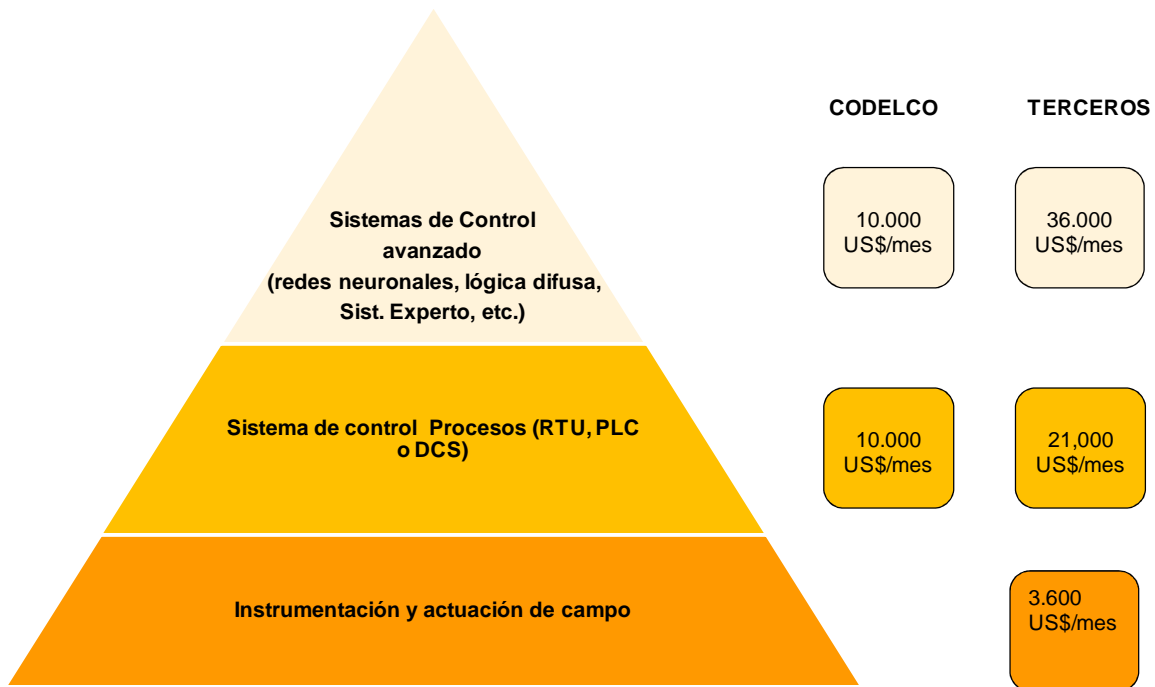 CODELCO
TERCEROS
Sistemas de Control
avanzado
(redes neuronales, lógica difusa,
Sist. Experto, etc.)
10.000
US$/mes
36.000
US$/mes
Sistema de control Procesos (RTU, PLC
o DCS)
10.000
US$/mes
21,000
US$/mes
Instrumentación y actuación de campo
3.600
US$/mes